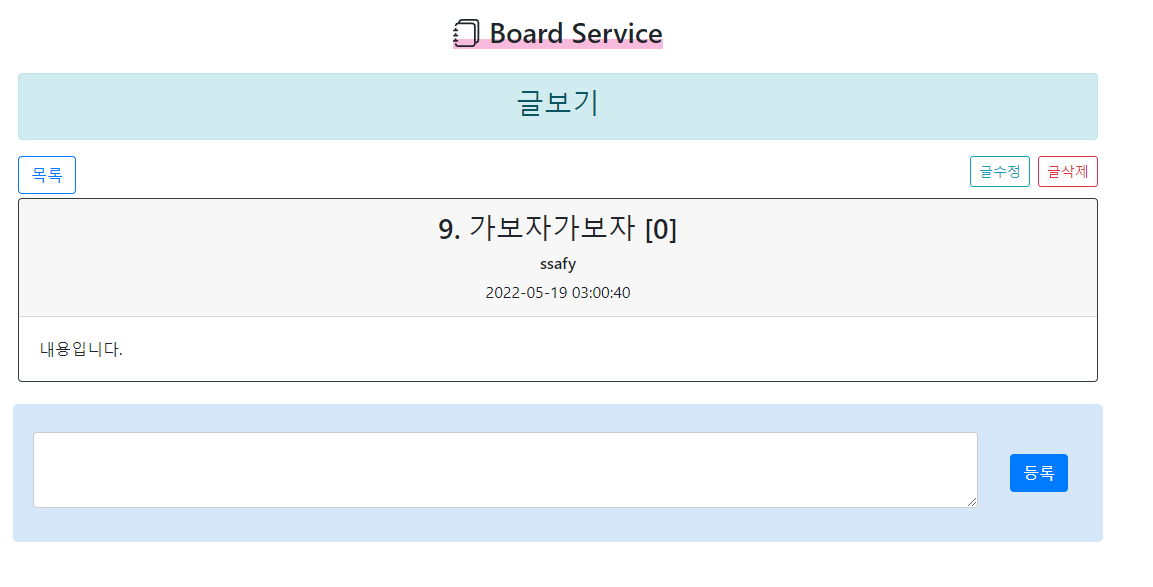 Board Service
글보기
목록 글수정 글삭제
9. 가보자가보자 [0]
ssafy
2022-05-19 03:00:40
내용입니다.
등록